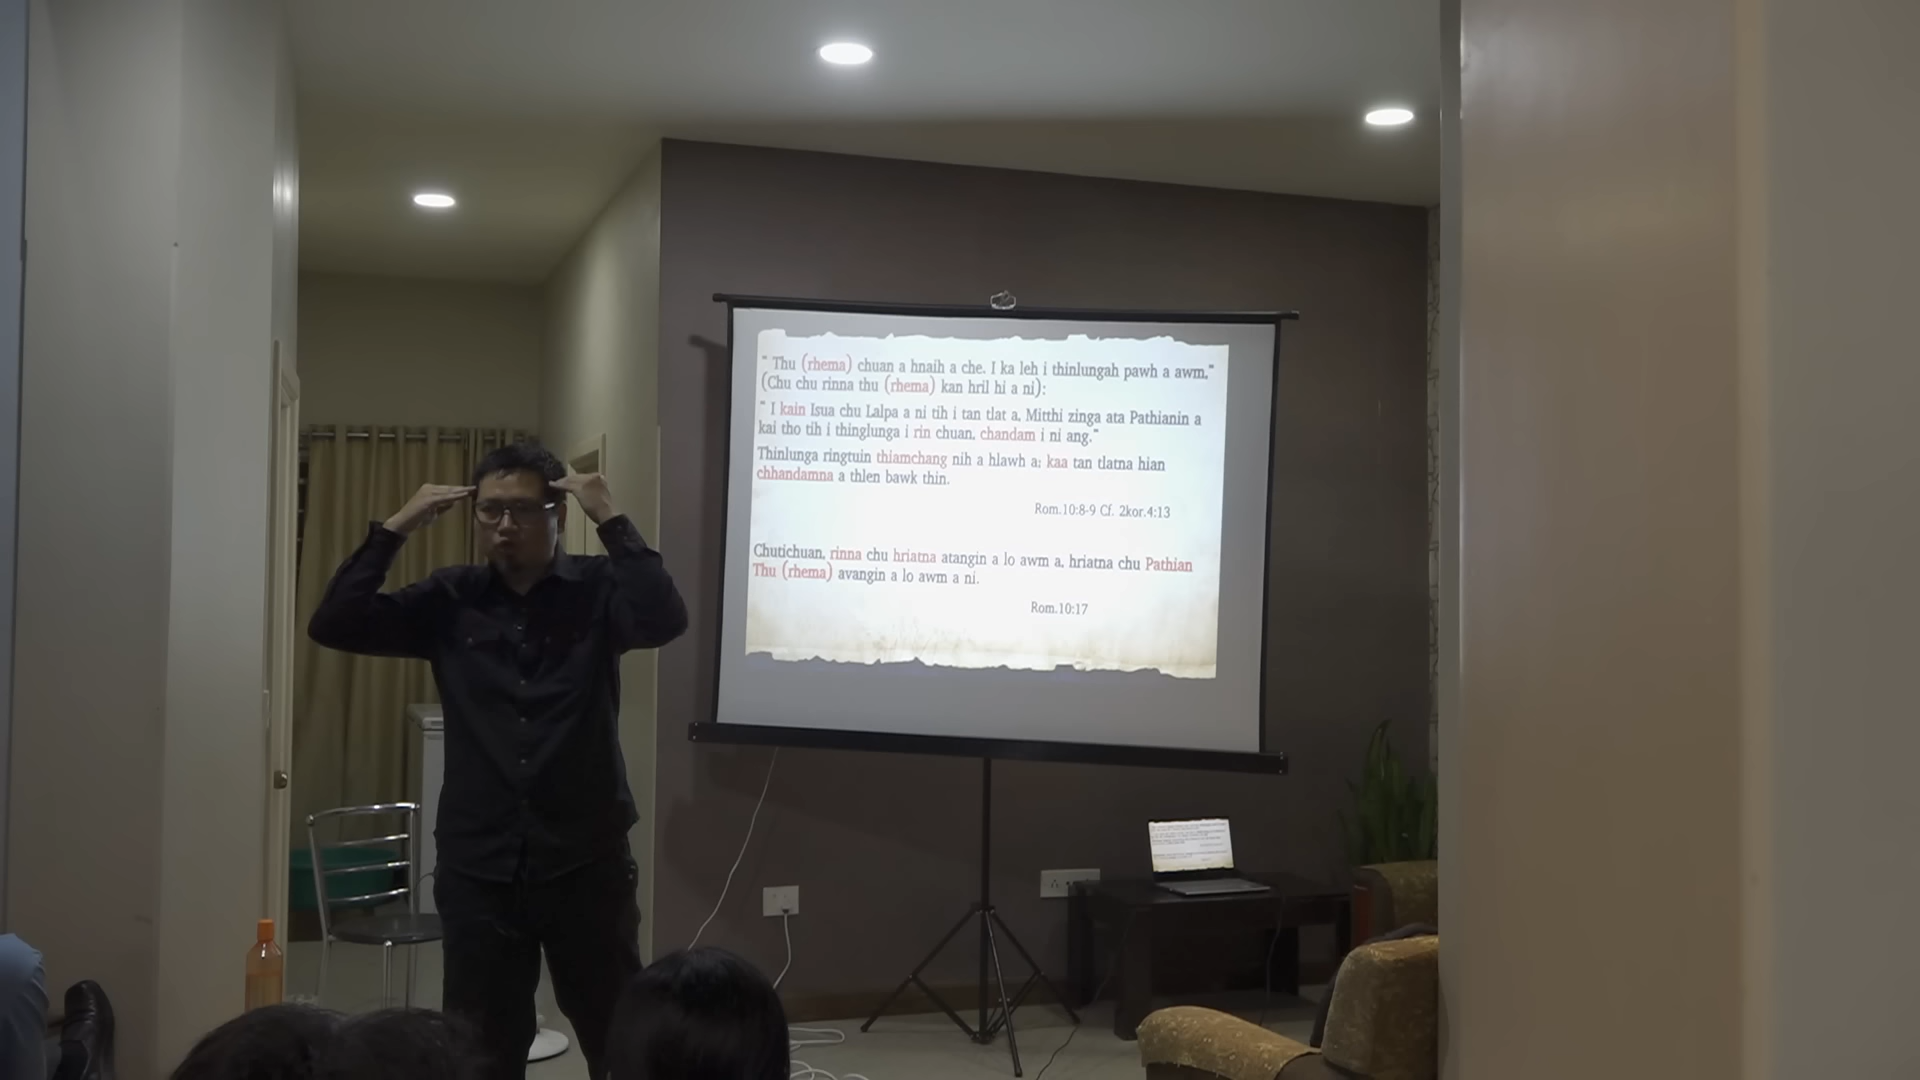 " Thu (rhema) chuan a hnaih a che. I ka leh i thinlungah pawh a awm."
(Chu chu rinna thu (rhema) kan hril hi a ni):
" I kain Isua chu Lalpa a ni tih i tan tlat a, Mitthi zinga ata Pathianin a
kai tho tih i thinglunga i rin chuan, chandam i ni ang."
Thinlunga ringtuin thiamchang nih a hlawh a; kaa tan tlatna hian
chhandamna a thlen bawk thin.
Rom.10:8-9 Cf. 2kor.4:13
Chutichuan, rinna chu hriatna atangin a lo awm a, hriatna chu Pathian
Thu (rhema) avangin a lo awm a ni.
Rom.10:17